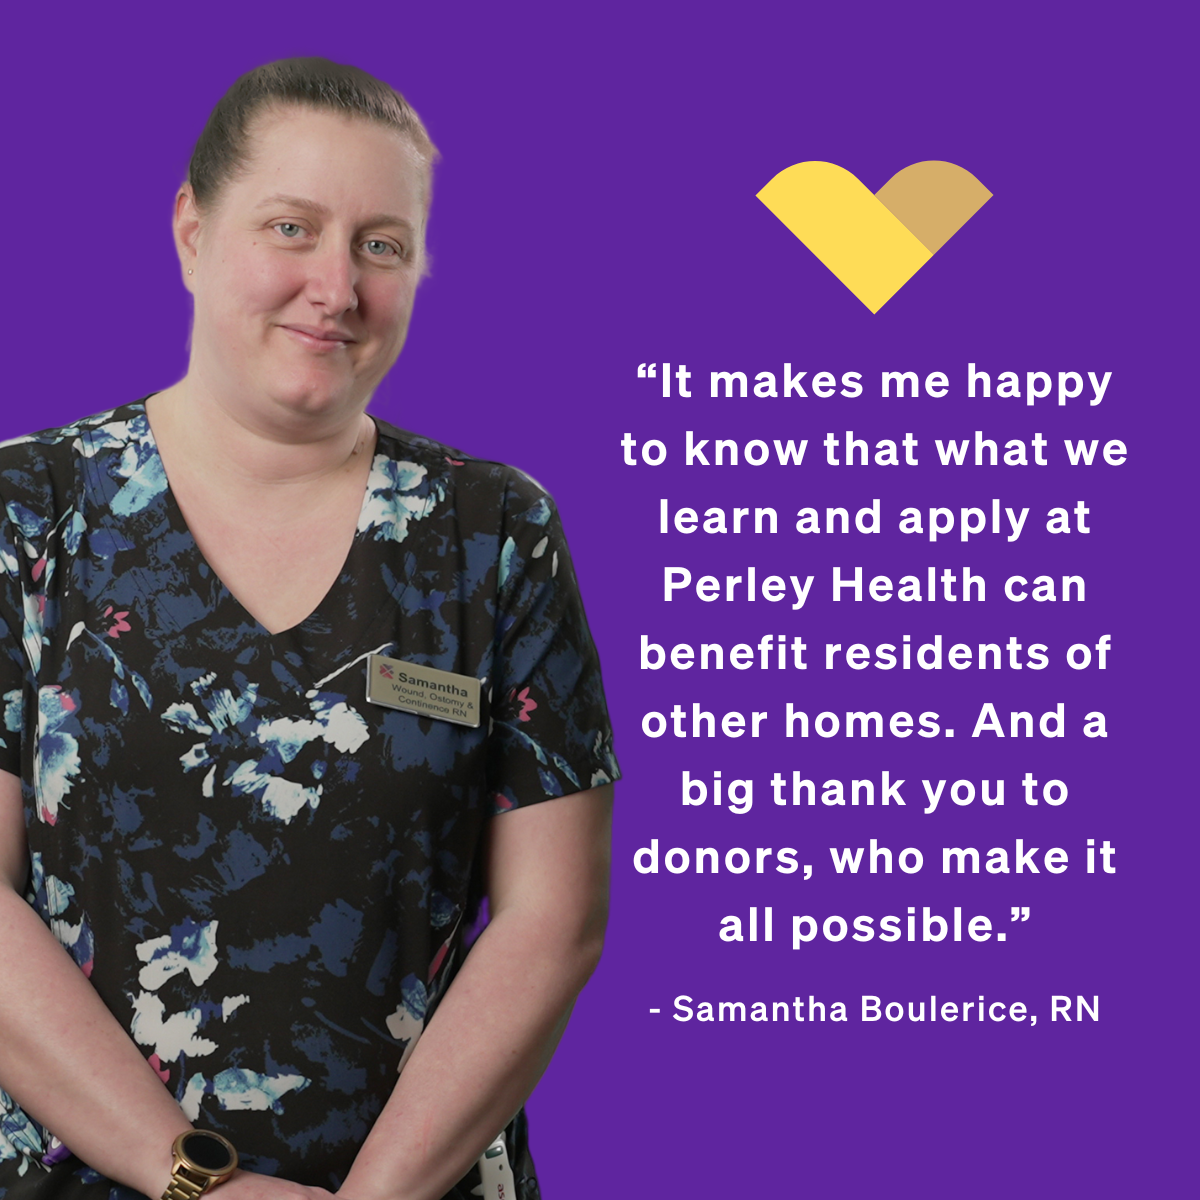 “It makes me happy
to know that what we
learn and apply at
Perley Health can
benefit residents of
other homes. And a
big thank you to
donors, who make it
all possible.”
- Samantha Boulerice, RN
Samantha
Wound, Ostomy &
Continence RN